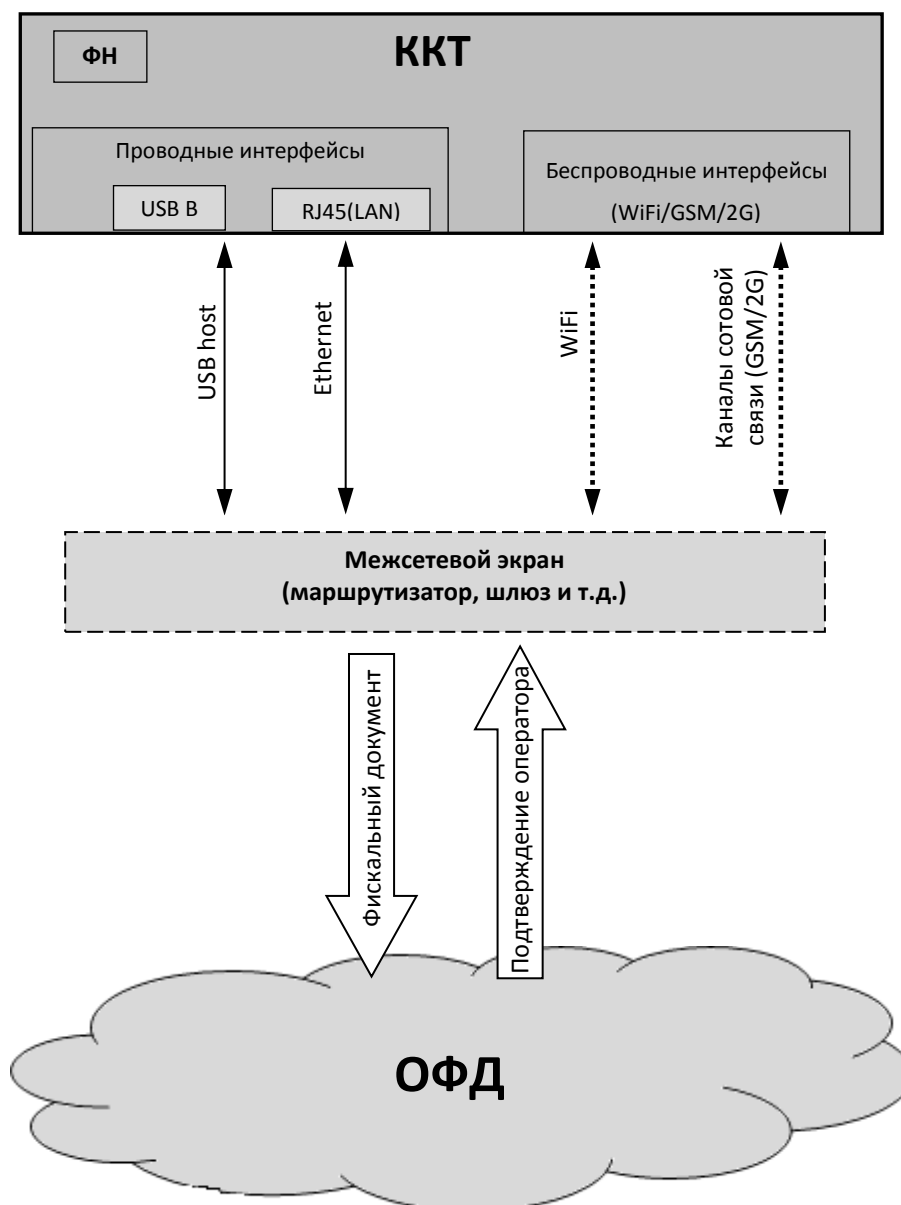 ФН
ККТ
Проводные интерфейсы
USB B
RJ45(LAN)
Беспроводные интерфейсы
(WiFi/GSM/2G)
USB host
Ethernet
WiFi
Каналы сотовой
связи (GSM/2G)
Межсетевой экран
(маршрутизатор, шлюз и т.д.)
Фискальный документ
Подтверждение оператора
ОФД